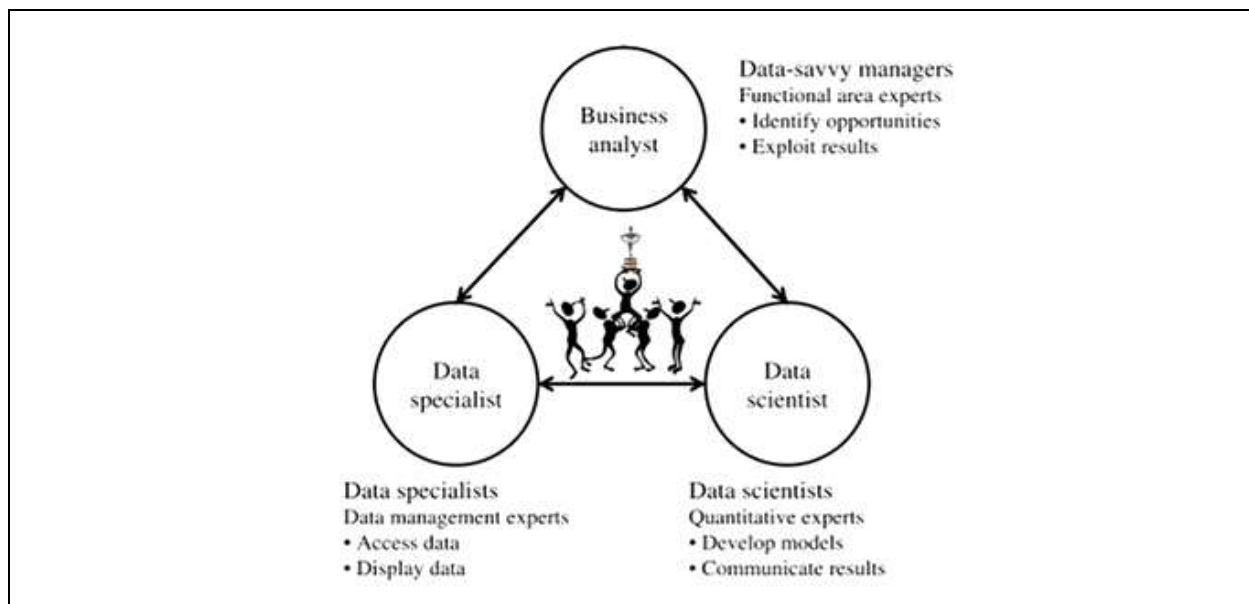 Business
analyst
Data-savvy managers
Functional area experts
• Identify opportunities
• Exploit results
Data
specialist
Data
scientist
Data specialists
Data management experts
• Access data
• Display data
Data scientists
Quantitative experts
• Develop models
• Communicate results